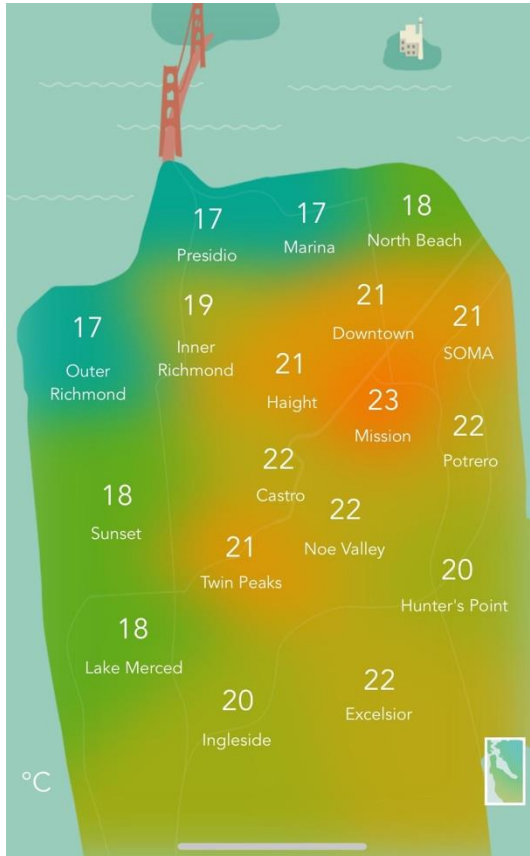 17
Presidio
17
Marina
18
North Beach
17
Outer
Richmond
19
Inner
Richmond
21
Downtown
21
SOMA
21
Haight
23
Mission
22
Potrero
22
Castro
18
Sunset
22
Noe Valley
21
Twin Peaks
20
Hunter's Point
18
Lake Merced
20
Ingleside
22
Excelsior
°C